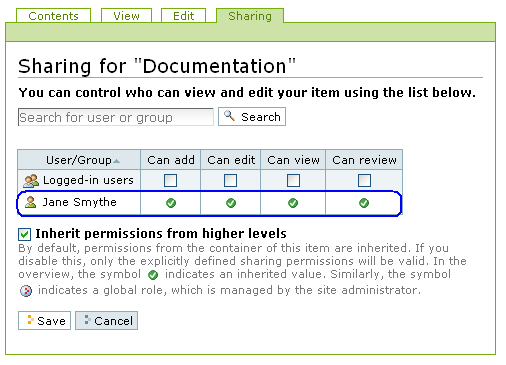 Contents View Edit Sharing
Sharing for "Documentation"
You can control who can view and edit your item using the list below.
Search for user or group Search
User/Group Can add Can edit Can view Can review
Logged-in users
Jane Smythe
Inherit permissions from higher levels
By default, permissions from the container of this item are inherited. If you
disable this, only the explicitly defined sharing permissions will be valid. In the
overview, the symbol indicates an inherited value. Similarly, the symbol
indicates a global role, which is managed by the site administrator.
Save Cancel